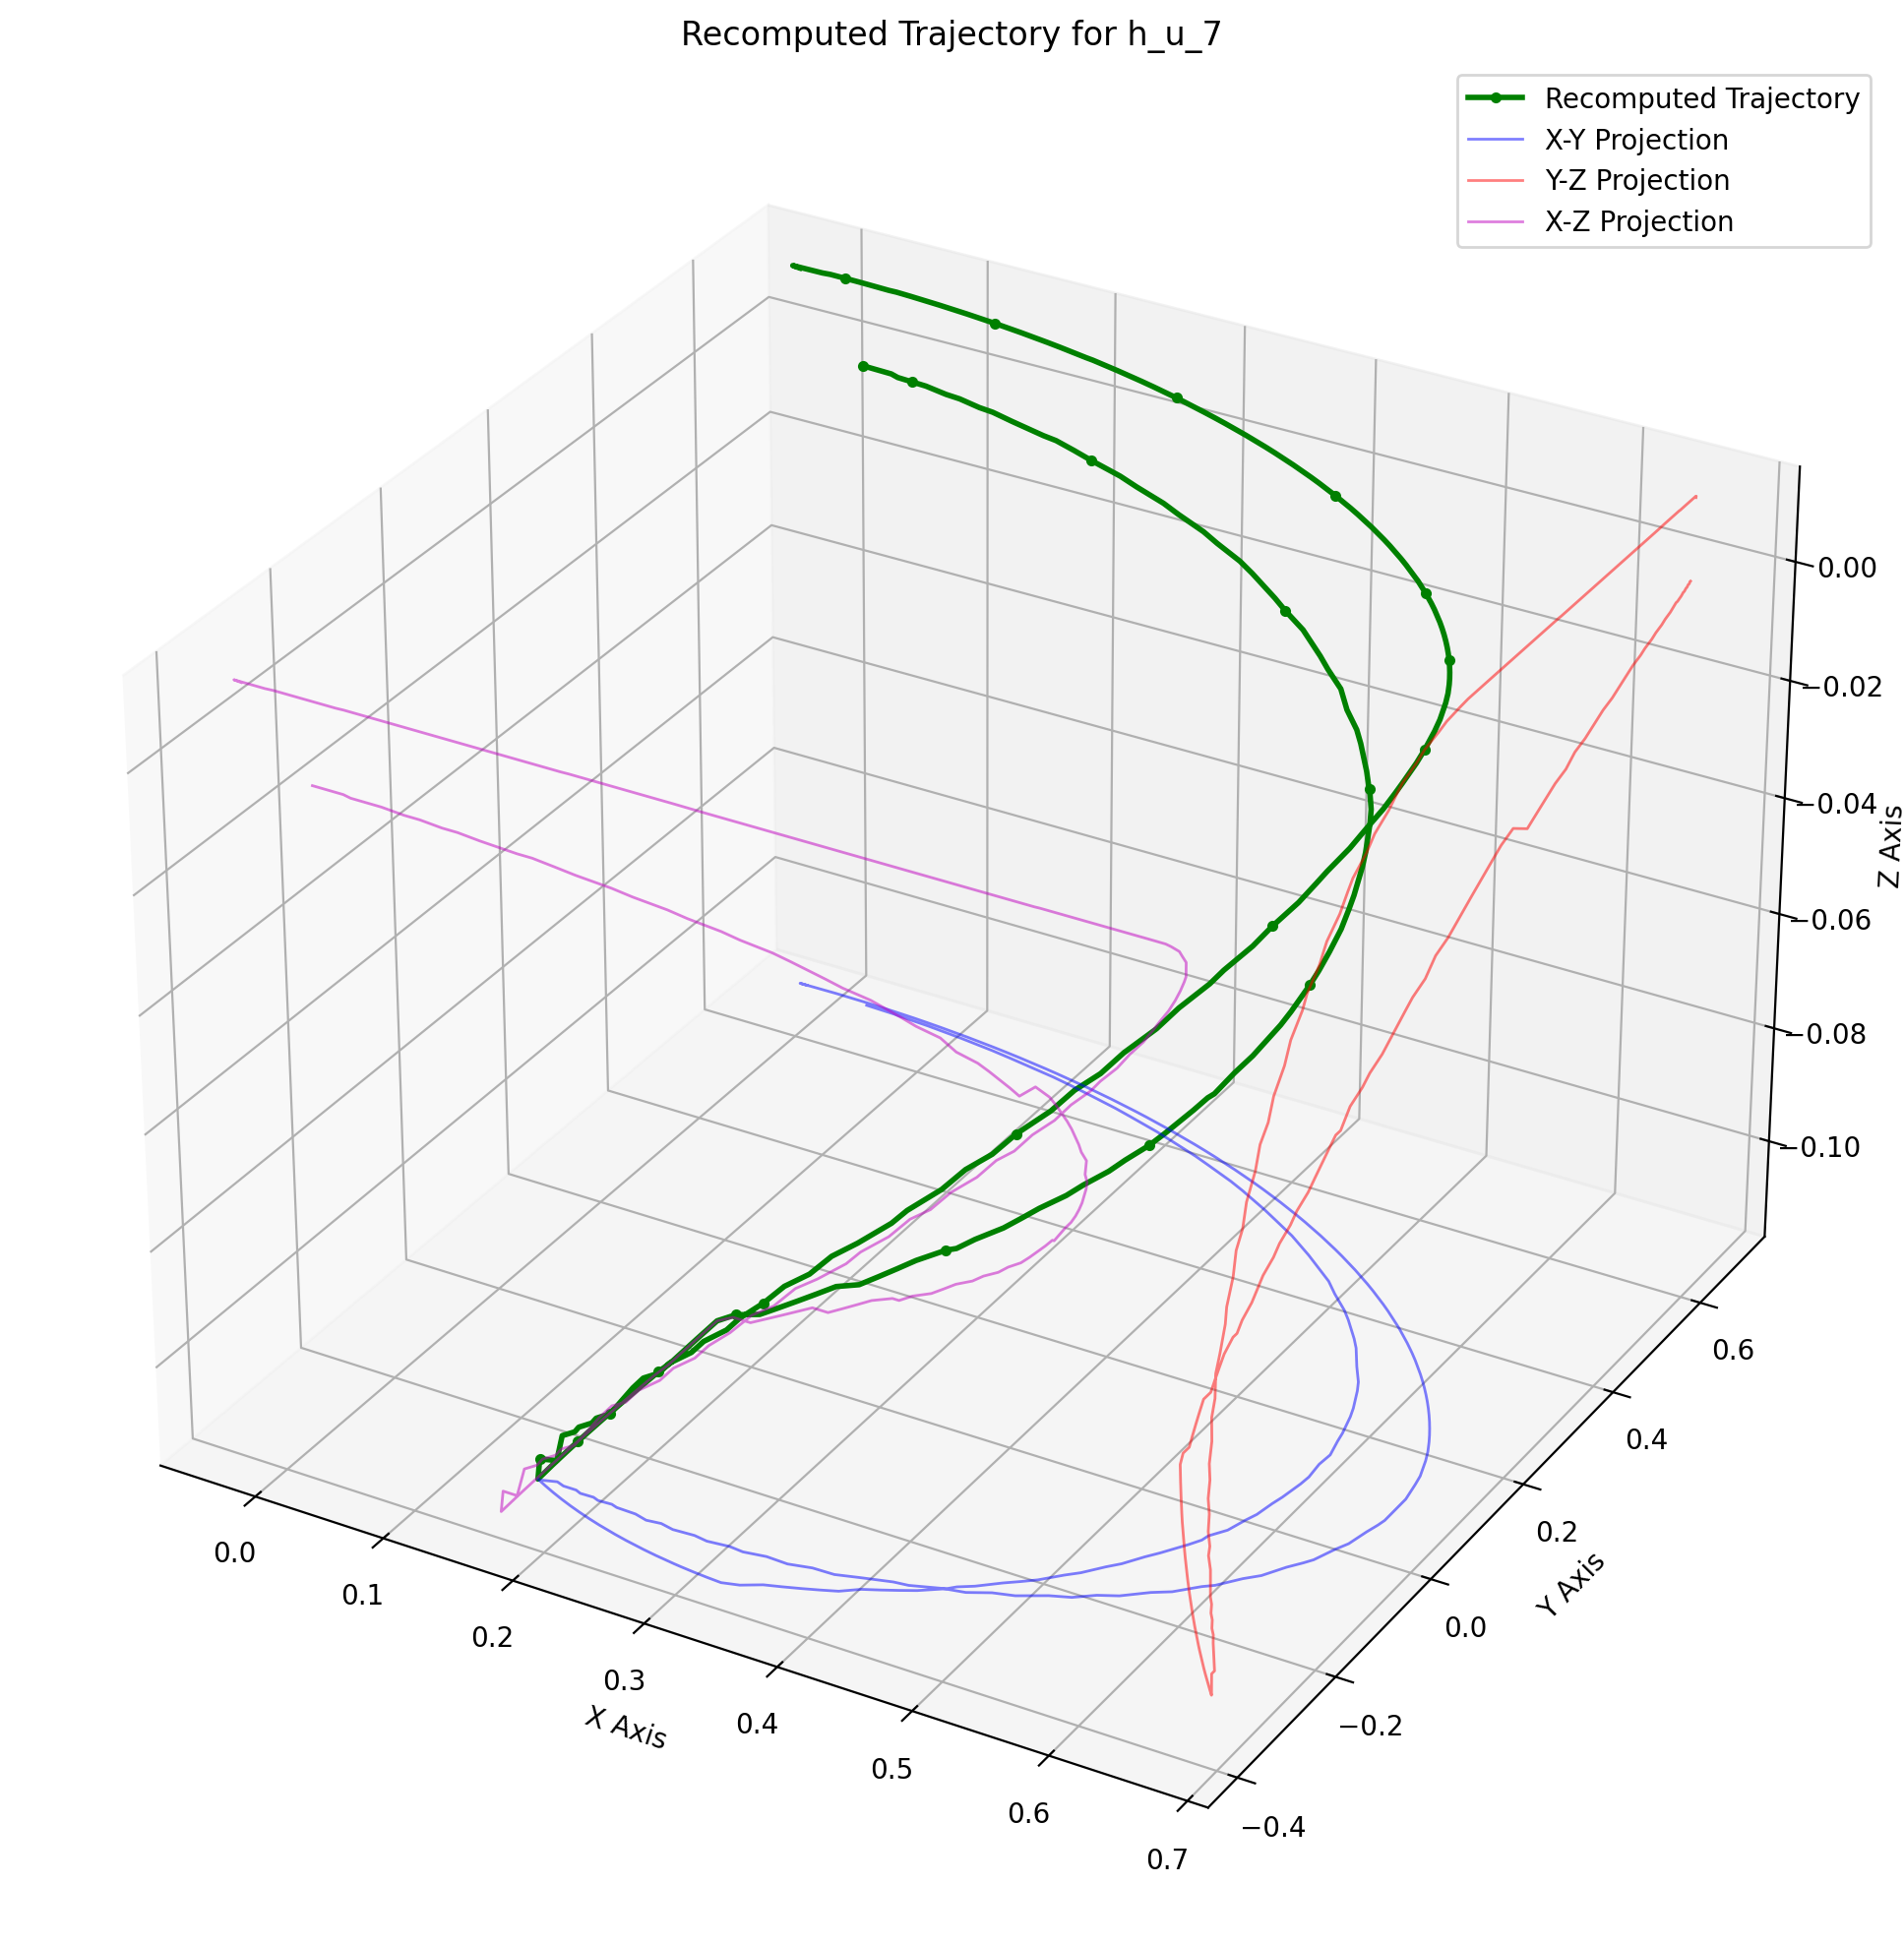 Recomputed Trajectory for h_u_7
Recomputed Trajectory
X-Y Projection
Y-Z Projection
X-Z Projection
0.00
−0.02
−0.04
−0.06
−0.08
−0.10
Z Axis
0.6
0.4
0.2
0.0
−0.2
−0.4
Y Axis
0.0
0.1
0.2
0.3
0.4
0.5
0.6
0.7
X Axis